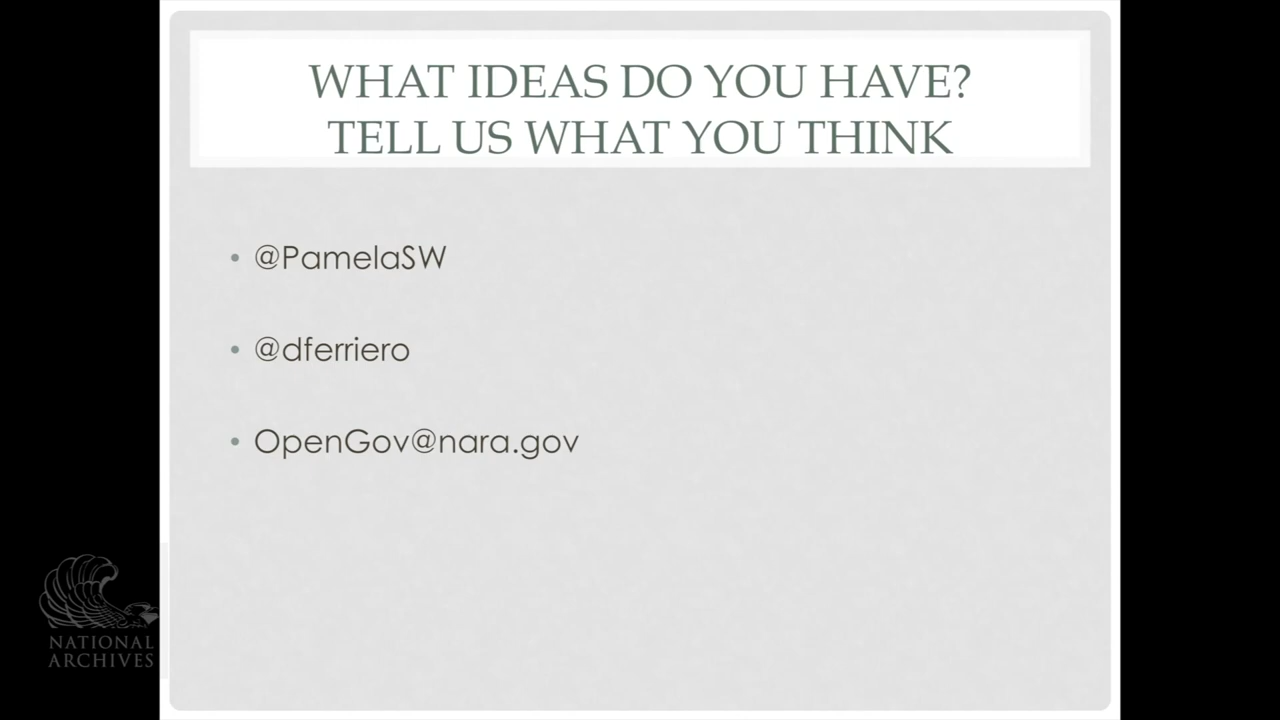 WHAT IDEAS DO YOU HAVE?
TELL US WHAT YOU THINK
• @PamelaSW
• @dferriero
• OpenGov@nara.gov
NATIONAL
ARCHIVES